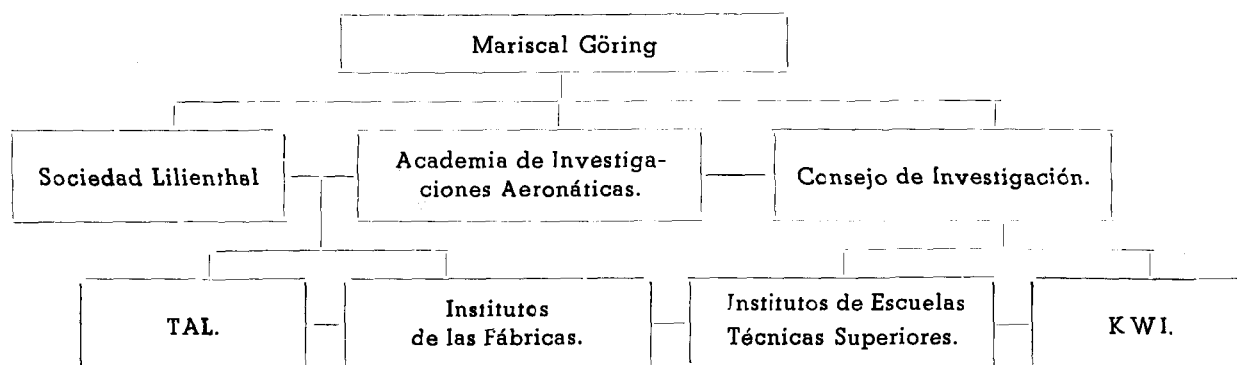 Mariscal Göring
Sociedad Lilienthal
Academia de Investiga-
ciones Aeronáticas.
Consejo de Investigación.
TAL.
Institutos
de las Fábricas.
Institutos de Escuelas
Técnicas Superiores.
KWI.